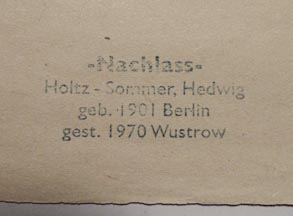 -Nachlass-
Holtz - Sommer, Hedwig
geb. 1901 Berlin
gest. 1970 Wustrow